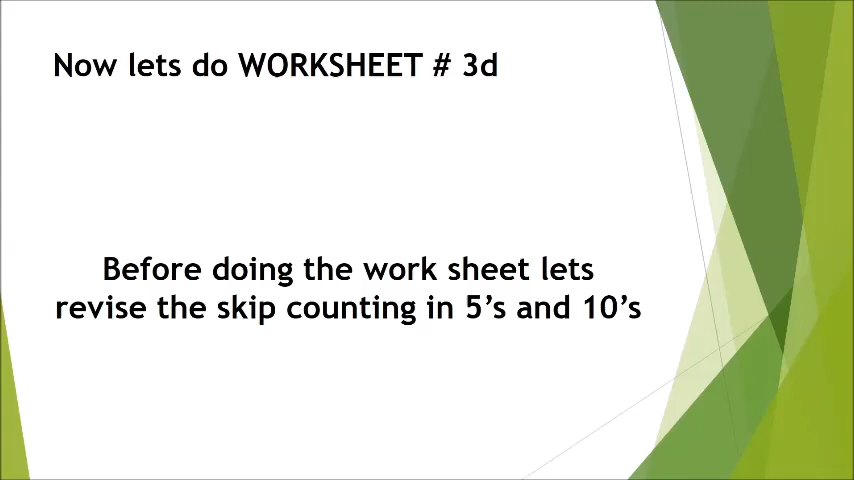 Now lets do WORKSHEET # 3d
Before doing the work sheet lets
revise the skip counting in 5’s and 10’s